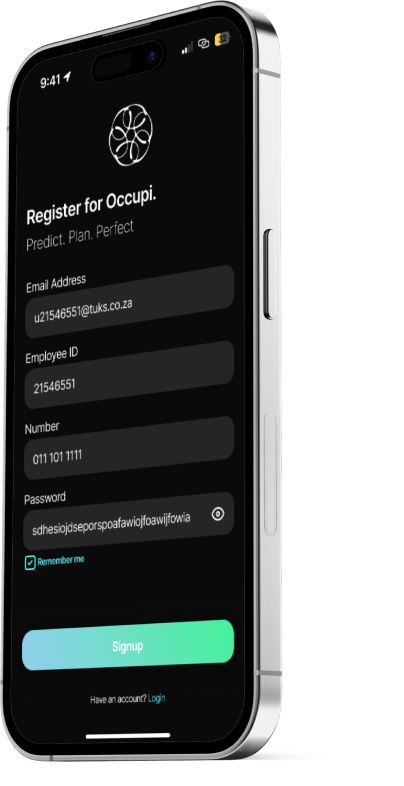 9:41
32
Register for Occupi.
Predict. Plan. Perfect
Email Address
u21546551@tuks.co.za
Employee ID
21546551
Number
011 101 1111
Password
sdhesiojdseporspoafawiojfoawijfowia
Remember me
Signup
Have an account? Login